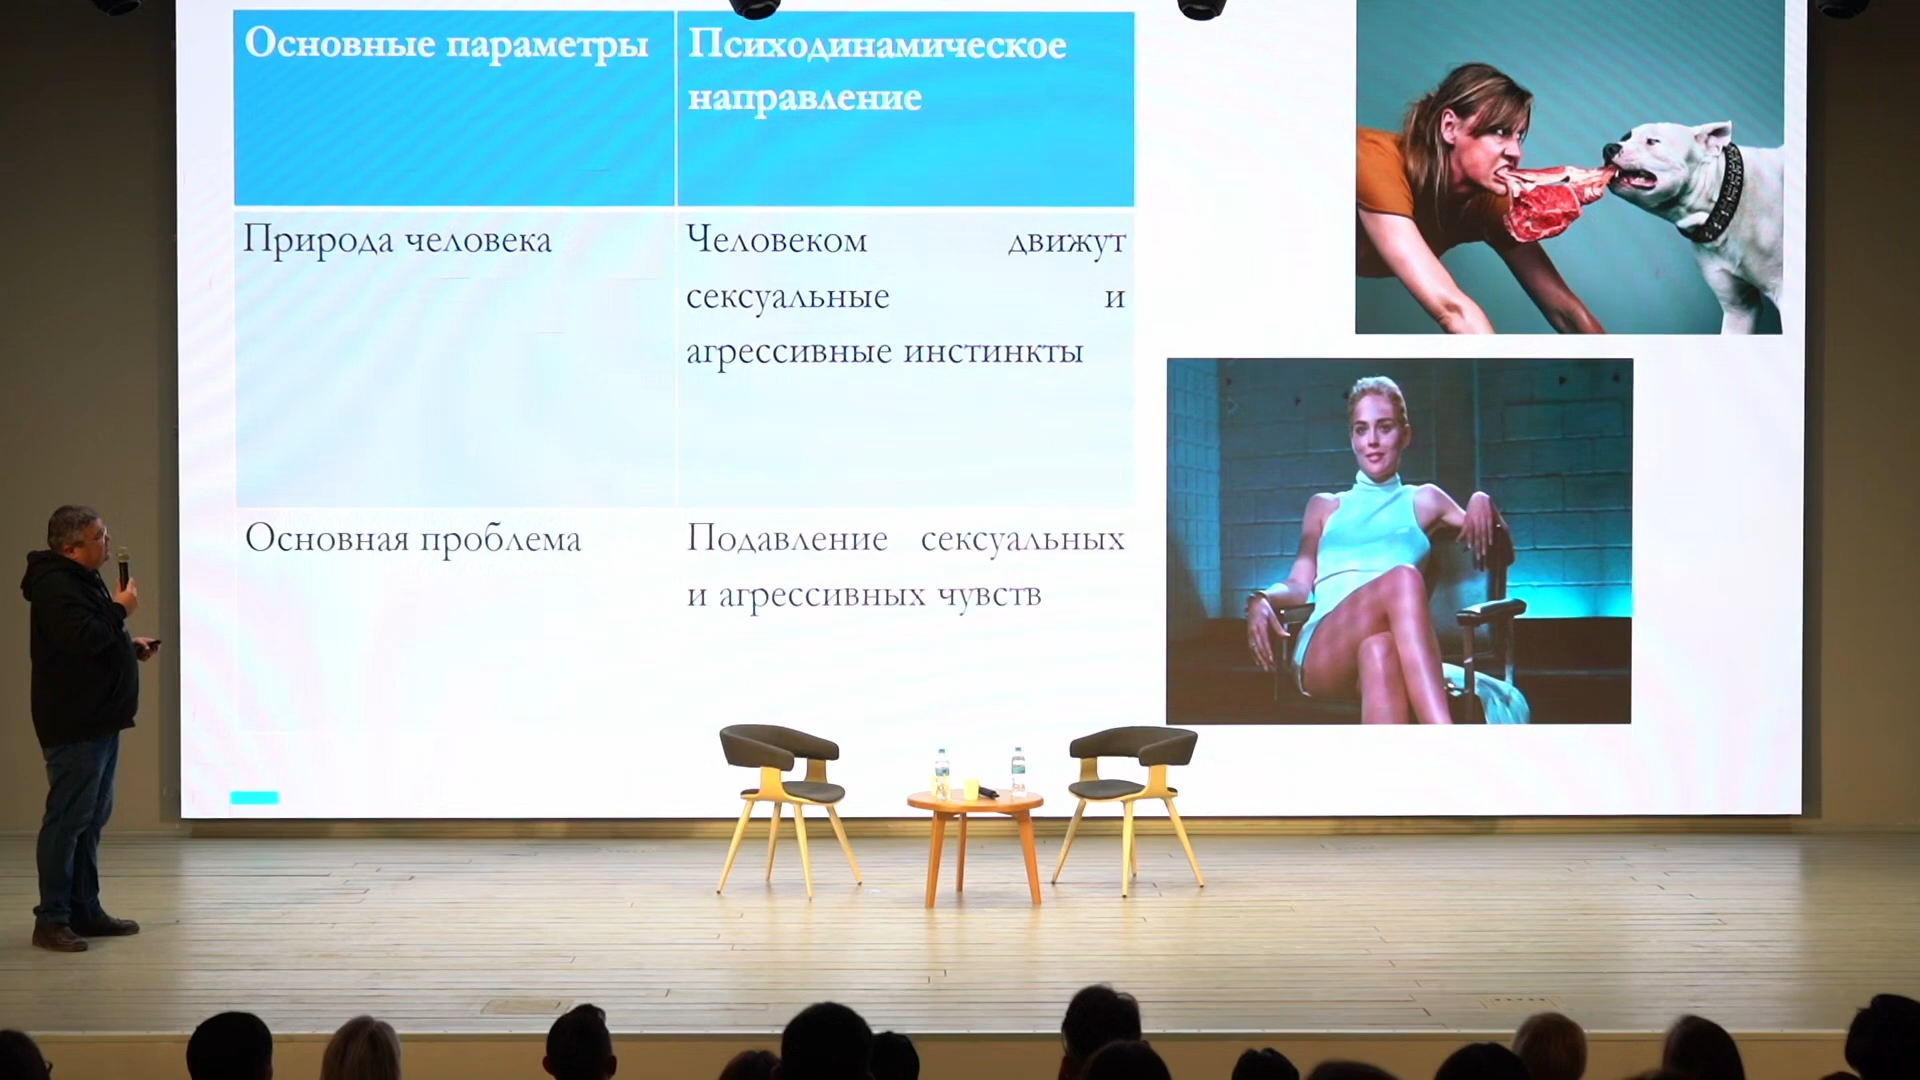 Основные параметры
Психодинамическое
направление
Природа человека
Человеком движут
сексуальные и
агрессивные инстинкты
Основная проблема
Подавление сексуальных
и агрессивных чувств